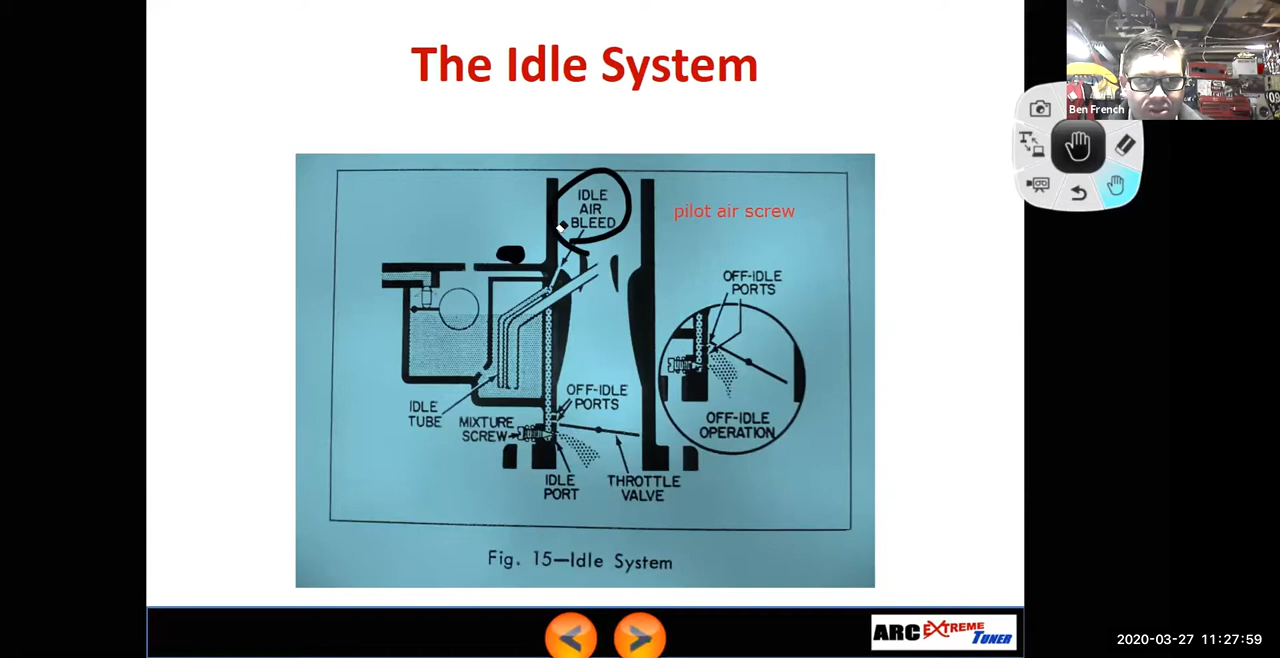 The Idle System
Ben French
IDLE
AIR
BLEED
pilot air screw
OFF-IDLE
PORTS
OFF-IDLE
PORTS
IDLE
TUBE
MIXTURE
SCREW
OFF-IDLE
OPERATION
IDLE
PORT
THROTTLE
VALVE
Fig. 15—Idle System
ARC EXTREME
TUNER
2020-03-27 11:27:59